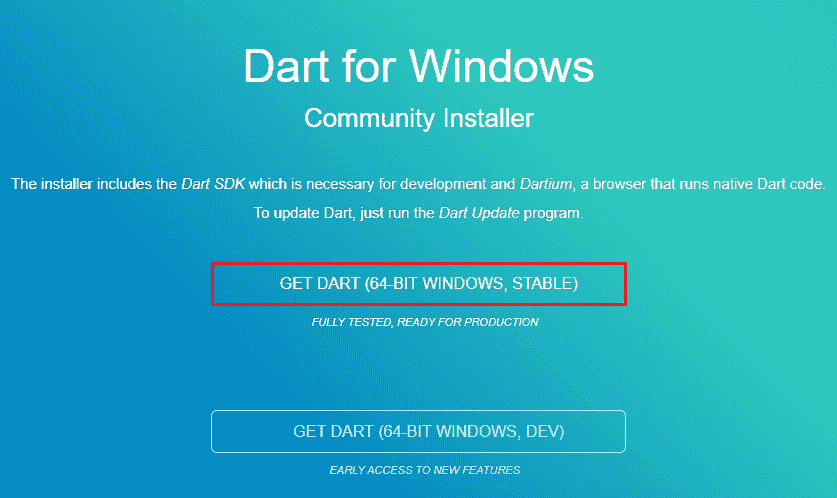 Dart for Windows
Community Installer
The installer includes the Dart SDK which is necessary for development and Dartium, a browser that runs native Dart code.
To update Dart, just run the Dart Update program.
GET DART (64-BIT WINDOWS, STABLE)
FULLY TESTED, READY FOR PRODUCTION
GET DART (64-BIT WINDOWS, DEV)
EARLY ACCESS TO NEW FEATURES